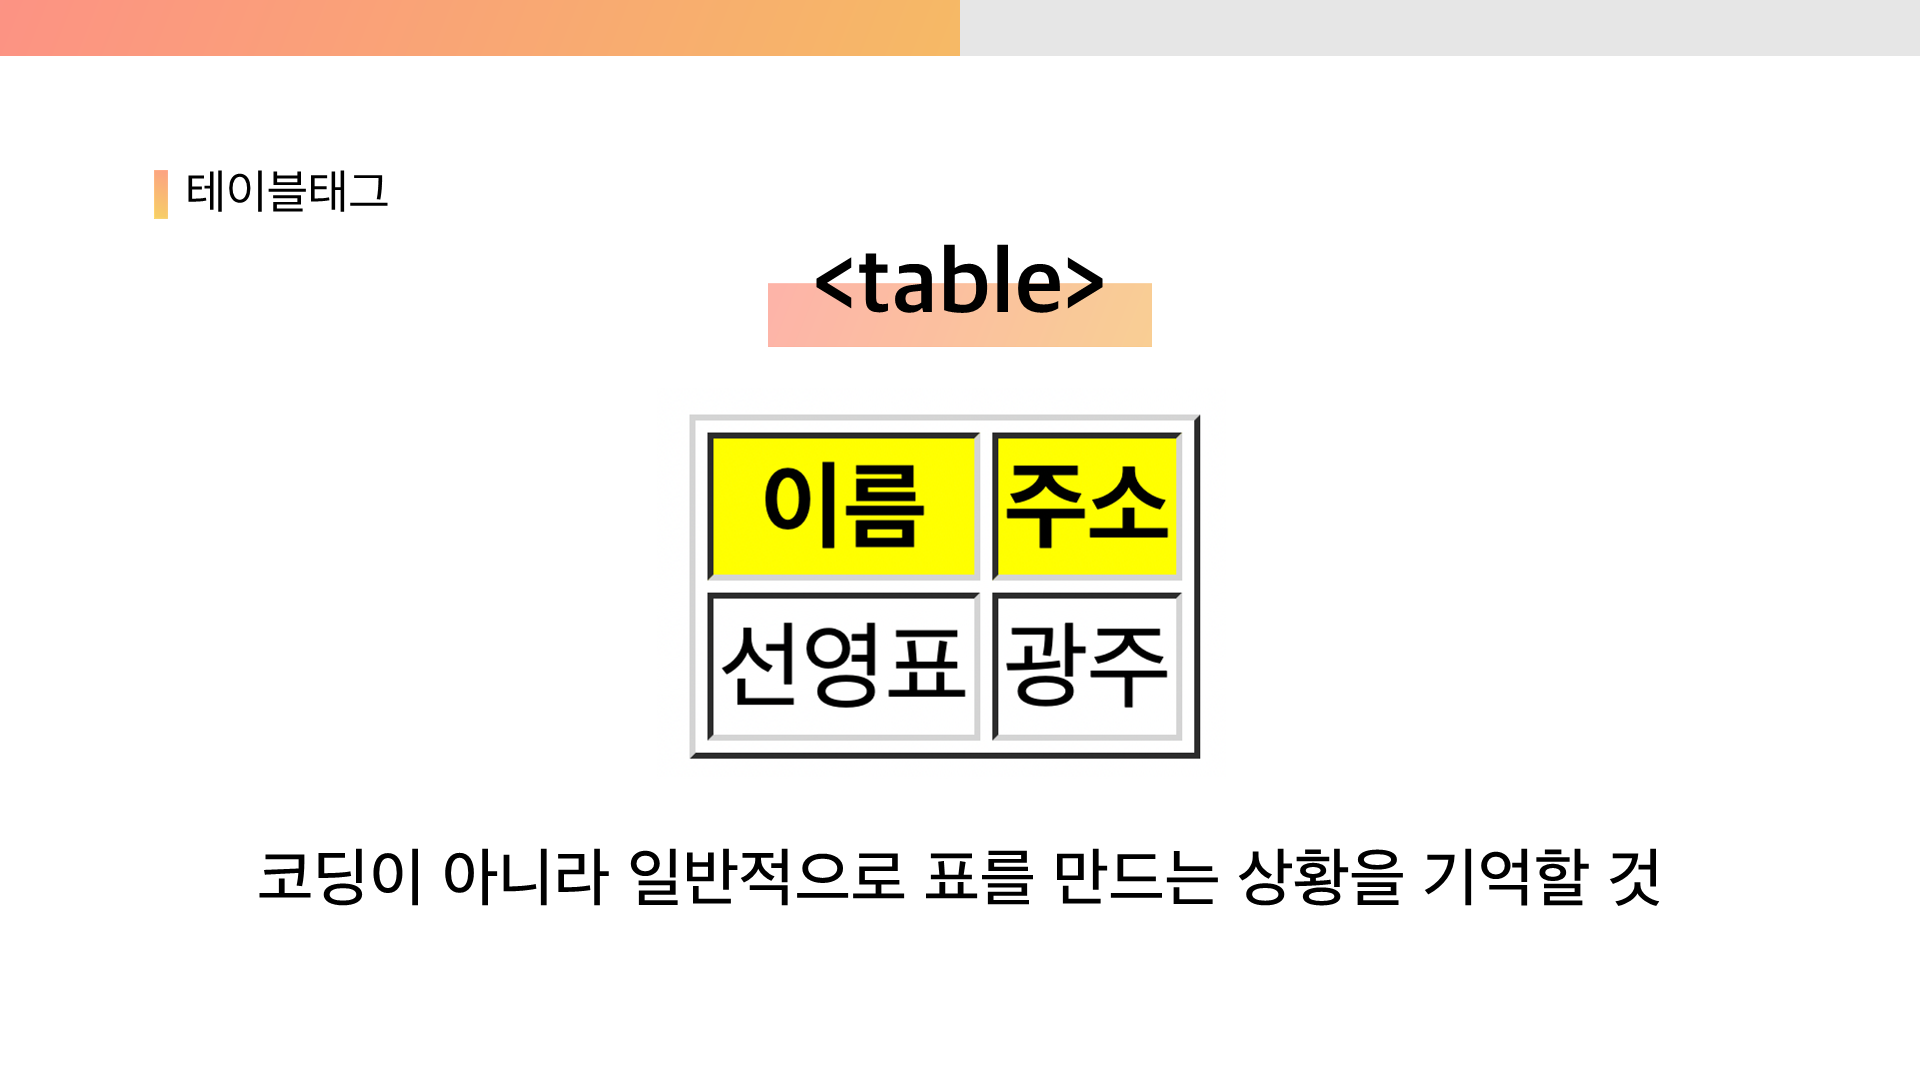 테이블태그
<table>
이름 주소
선영표 광주
코딩이 아니라 일반적으로 표를 만드는 상황을 기억할 것